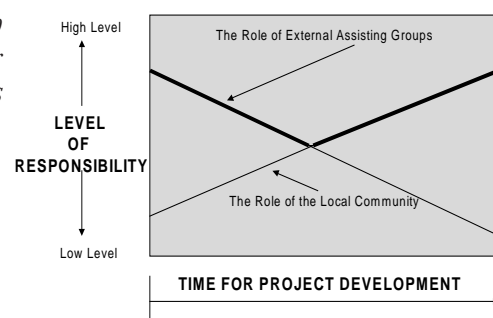 High Level
The Role of External Assisting Groups
LEVEL
OF
RESPONSIBILITY
The Role of the Local Community
Low Level
TIME FOR PROJECT DEVELOPMENT